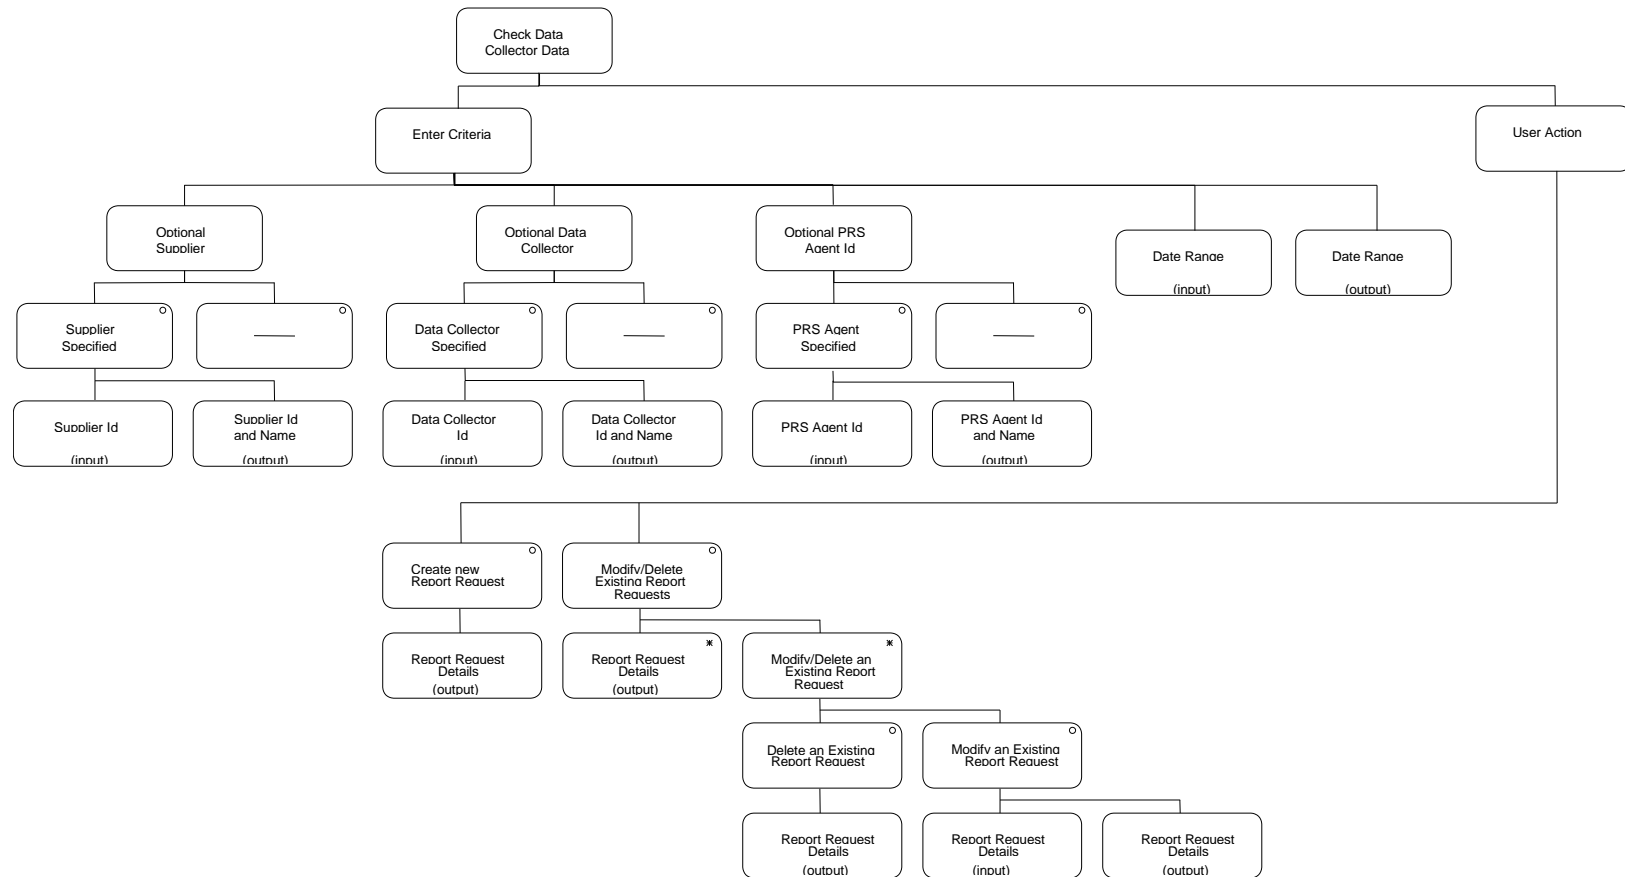 Check Data
Collector Data
Enter Criteria
User Action
Optional
Supplier
Optional Data
Collector
Optional PRS
Agent Id
Date Range
(input)
Date Range
(output)
Supplier
Specified
Data Collector
Specified
PRS Agent
Specified
Supplier Id
(input)
Supplier Id
and Name
(output)
Data Collector
Id
(input)
Data Collector
Id and Name
(output)
PRS Agent Id
(input)
PRS Agent Id
and Name
(output)
Create new
Report Request
Modify/Delete
Existing Report
Requests
Report Request
Details
(output)
Report Request
Details
(output)
Modify/Delete an
Existing Report
Request
Delete an Existing
Report Request
Modify an Existing
Report Request
Report Request
Details
(output)
Report Request
Details
(input)
Report Request
Details
(output)